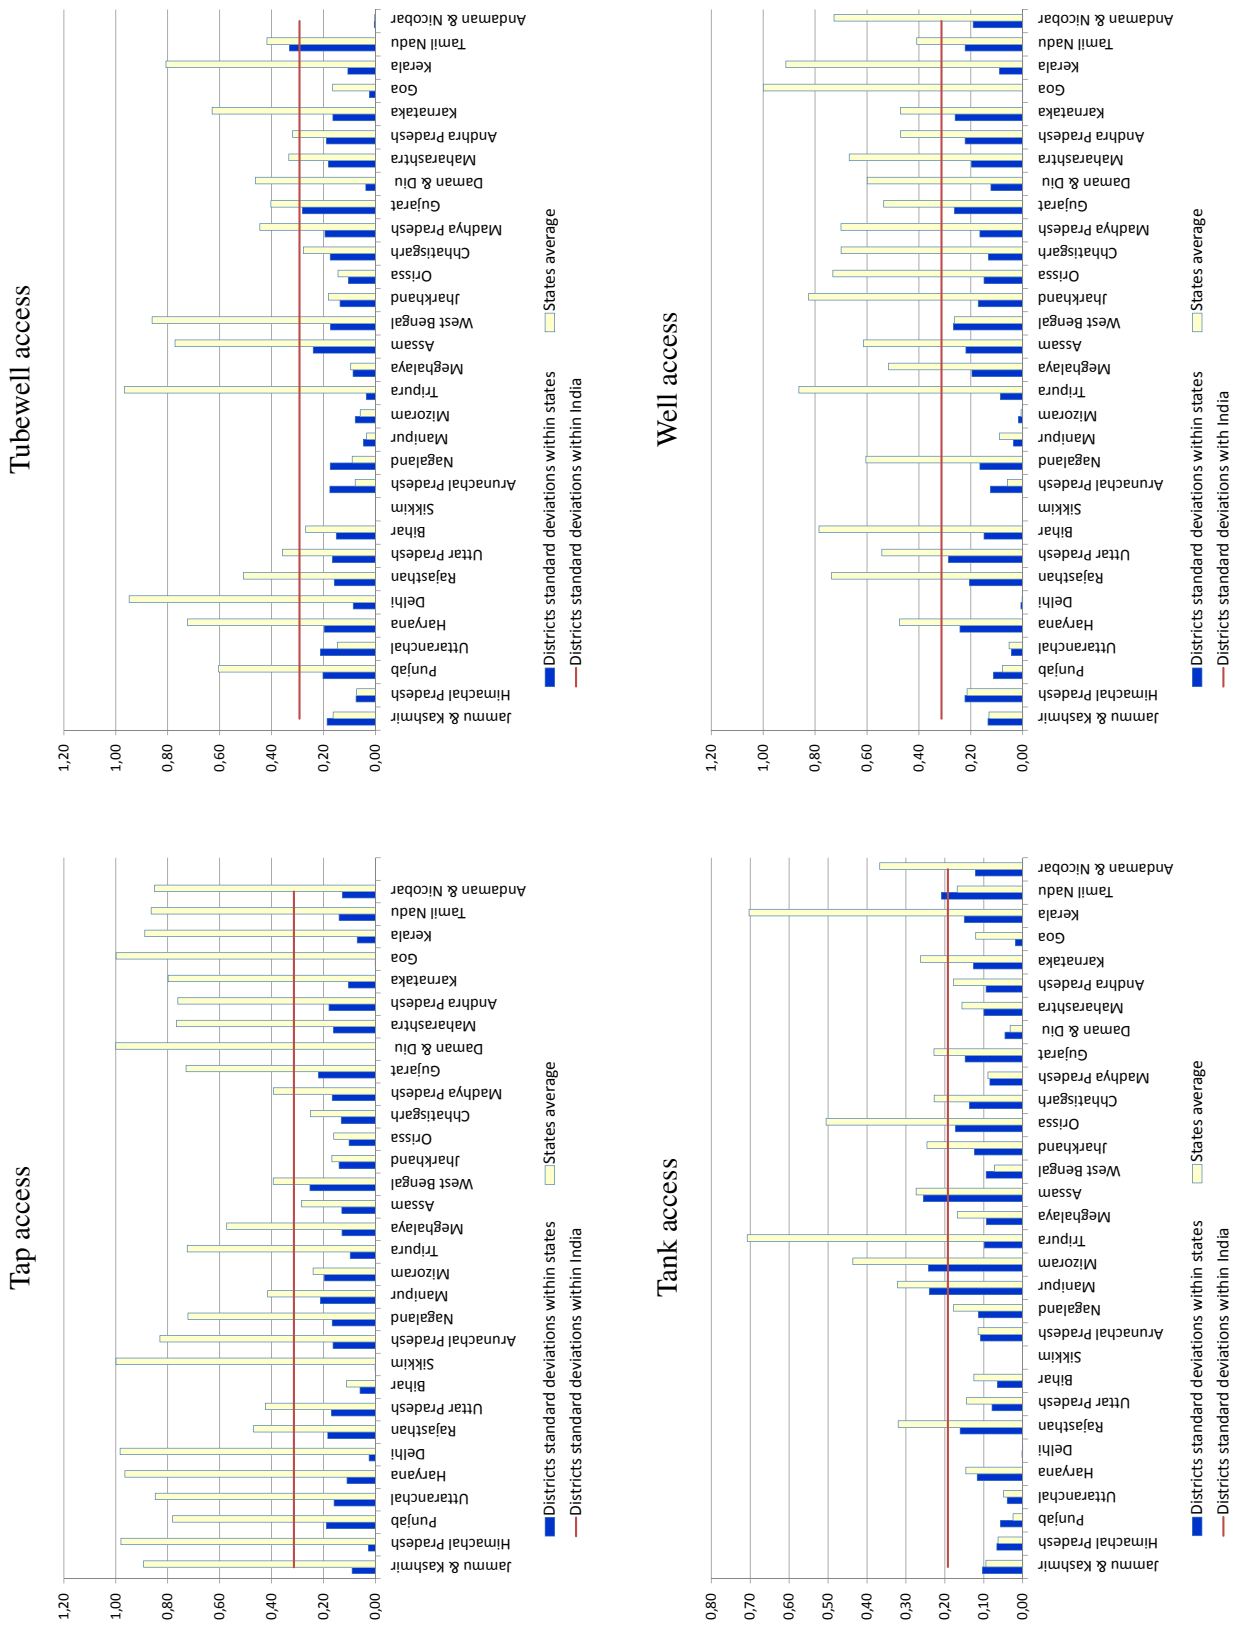 Tap access
1,20
1,00
0,80
0,60
0,40
0,20
0,00
Jammu & Kashmir
Himachal Pradesh
Punjab
Uttaranchal
Haryana
Delhi
Rajasthan
Uttar Pradesh
Bihar
Sikkim
Arunachal Pradesh
Nagaland
Manipur
Mizoram
Tripura
Meghalaya
Assam
West Bengal
Jharkhand
Orissa
Chhatisgarh
Madhya Pradesh
Gujarat
Daman & Diu
Maharashtra
Andhra Pradesh
Karnataka
Goa
Kerala
Tamil Nadu
Andaman & Nicobar
Districts standard deviations within states
States average
Districts standard deviations within India
Tubewell access
1,20
1,00
0,80
0,60
0,40
0,20
0,00
Jammu & Kashmir
Himachal Pradesh
Punjab
Uttaranchal
Haryana
Delhi
Rajasthan
Uttar Pradesh
Bihar
Sikkim
Arunachal Pradesh
Nagaland
Manipur
Mizoram
Tripura
Meghalaya
Assam
West Bengal
Jharkhand
Orissa
Chhatisgarh
Madhya Pradesh
Gujarat
Daman & Diu
Maharashtra
Andhra Pradesh
Karnataka
Goa
Kerala
Tamil Nadu
Andaman & Nicobar
Districts standard deviations within states
States average
Districts standard deviations within India
Tank access
0,80
0,70
0,60
0,50
0,40
0,30
0,20
0,10
0,00
Jammu & Kashmir
Himachal Pradesh
Punjab
Uttaranchal
Haryana
Delhi
Rajasthan
Uttar Pradesh
Bihar
Sikkim
Arunachal Pradesh
Nagaland
Manipur
Mizoram
Tripura
Meghalaya
Assam
West Bengal
Jharkhand
Orissa
Chhatisgarh
Madhya Pradesh
Gujarat
Daman & Diu
Maharashtra
Andhra Pradesh
Karnataka
Goa
Kerala
Tamil Nadu
Andaman & Nicobar
Districts standard deviations within states
States average
Districts standard deviations within India
Well access
1,20
1,00
0,80
0,60
0,40
0,20
0,00
Jammu & Kashmir
Himachal Pradesh
Punjab
Uttaranchal
Haryana
Delhi
Rajasthan
Uttar Pradesh
Bihar
Sikkim
Arunachal Pradesh
Nagaland
Manipur
Mizoram
Tripura
Meghalaya
Assam
West Bengal
Jharkhand
Orissa
Chhatisgarh
Madhya Pradesh
Gujarat
Daman & Diu
Maharashtra
Andhra Pradesh
Karnataka
Goa
Kerala
Tamil Nadu
Andaman & Nicobar
Districts standard deviations within states
States average
Districts standard deviations with India